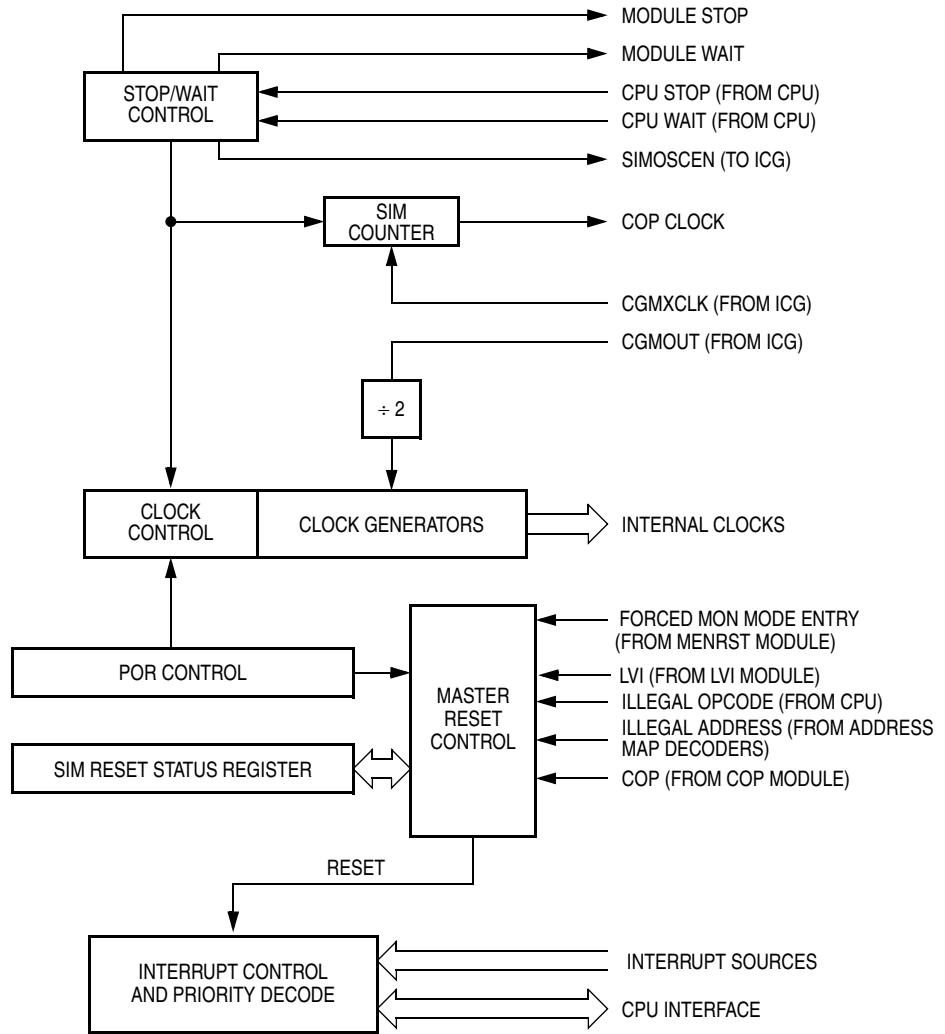 MODULE STOP
MODULE WAIT
STOP/WAIT
CONTROL
CPU STOP (FROM CPU)
CPU WAIT (FROM CPU)
SIMOSCEN (TO ICG)
SIM
COUNTER
COP CLOCK
CGMXCLK (FROM ICG)
CGMOUT (FROM ICG)
÷ 2
CLOCK
CONTROL
CLOCK GENERATORS
INTERNAL CLOCKS
FORCED MON MODE ENTRY
(FROM MENRST MODULE)
POR CONTROL
LVI (FROM LVI MODULE)
MASTER
RESET
CONTROL
ILLEGAL OPCODE (FROM CPU)
ILLEGAL ADDRESS (FROM ADDRESS
MAP DECODERS)
SIM RESET STATUS REGISTER
COP (FROM COP MODULE)
RESET
INTERRUPT CONTROL
AND PRIORITY DECODE
INTERRUPT SOURCES
CPU INTERFACE